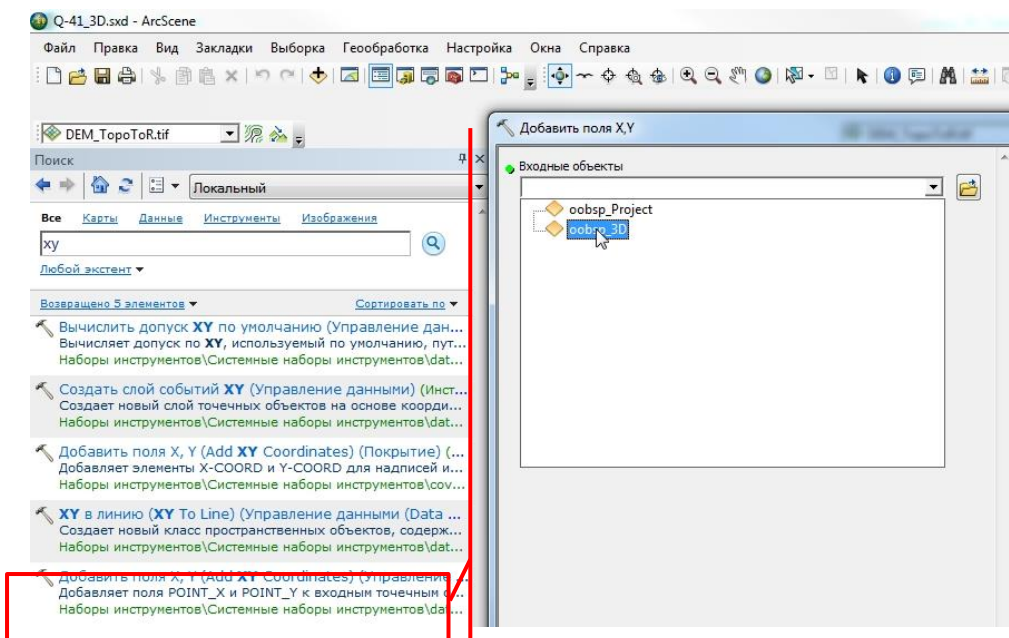 Q-41_3D.sxd - ArcScene
Файл Правка Вид Закладки Выборка Геообработка Настройка Окна Справка
DEM_TopoToR.tif
Поиск
Локальный
Все Карты Данные Инструменты Изображения
xy
Любой экстент
Возвращено 5 элементов Сортировать по
Вычислить допуск XY по умолчанию (Управление дан...
Вычисляет допуск по XY, используемый по умолчанию, пут...
Наборы инструментов\Системные наборы инструментов\dat...
Создать слой событий XY (Управление данными) (Инст...
Создает новый слой точечных объектов на основе коорди...
Наборы инструментов\Системные наборы инструментов\dat...
Добавить поля X, Y (Add XY Coordinates) (Покрытие) (...
Добавляет элементы X-COORD и Y-COORD для надписей и...
Наборы инструментов\Системные наборы инструментов\cov...
XY в линию (XY To Line) (Управление данными (Data ...
Создает новый класс пространственных объектов, содерж...
Наборы инструментов\Системные наборы инструментов\dat...
Добавить поля X, Y (Add XY Coordinates) (Управление ...
Добавляет поля POINT_X и POINT_Y к входным точечным о...
Наборы инструментов\Системные наборы инструментов\dat...
Добавить поля X,Y
Входные объекты
oobsp_Project
oobsp_3D